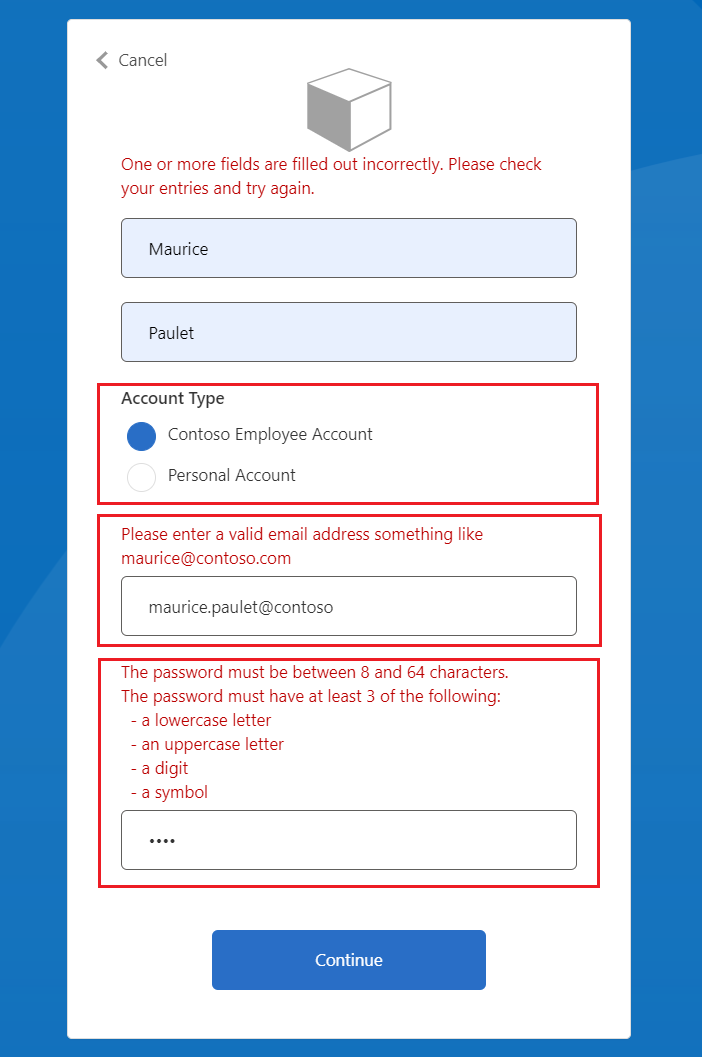 Cancel
One or more fields are filled out incorrectly. Please check
your entries and try again.
Maurice
Paulet
Account Type
Contoso Employee Account
Personal Account
Please enter a valid email address something like
maurice@contoso.com
maurice.paulet@contoso
The password must be between 8 and 64 characters.
The password must have at least 3 of the following:
- a lowercase letter
- an uppercase letter
- a digit
- a symbol
••••
Continue